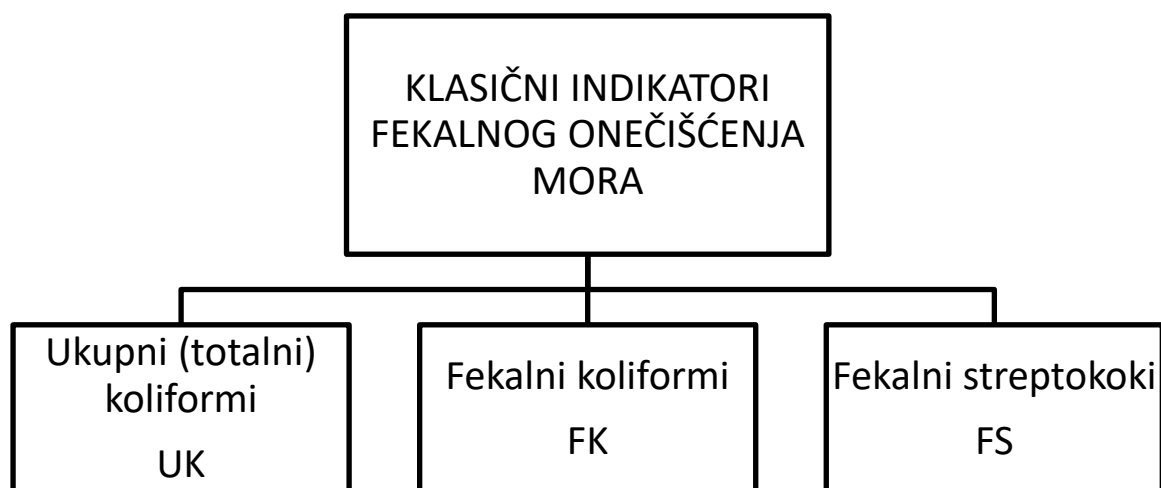 KLASIČNI INDIKATORI
FEKALNOG ONEČIŠĆENJA
MORA
Ukupni (totalni)
koliformi
UK
Fekalni koliformi
FK
Fekalni streptokoki
FS